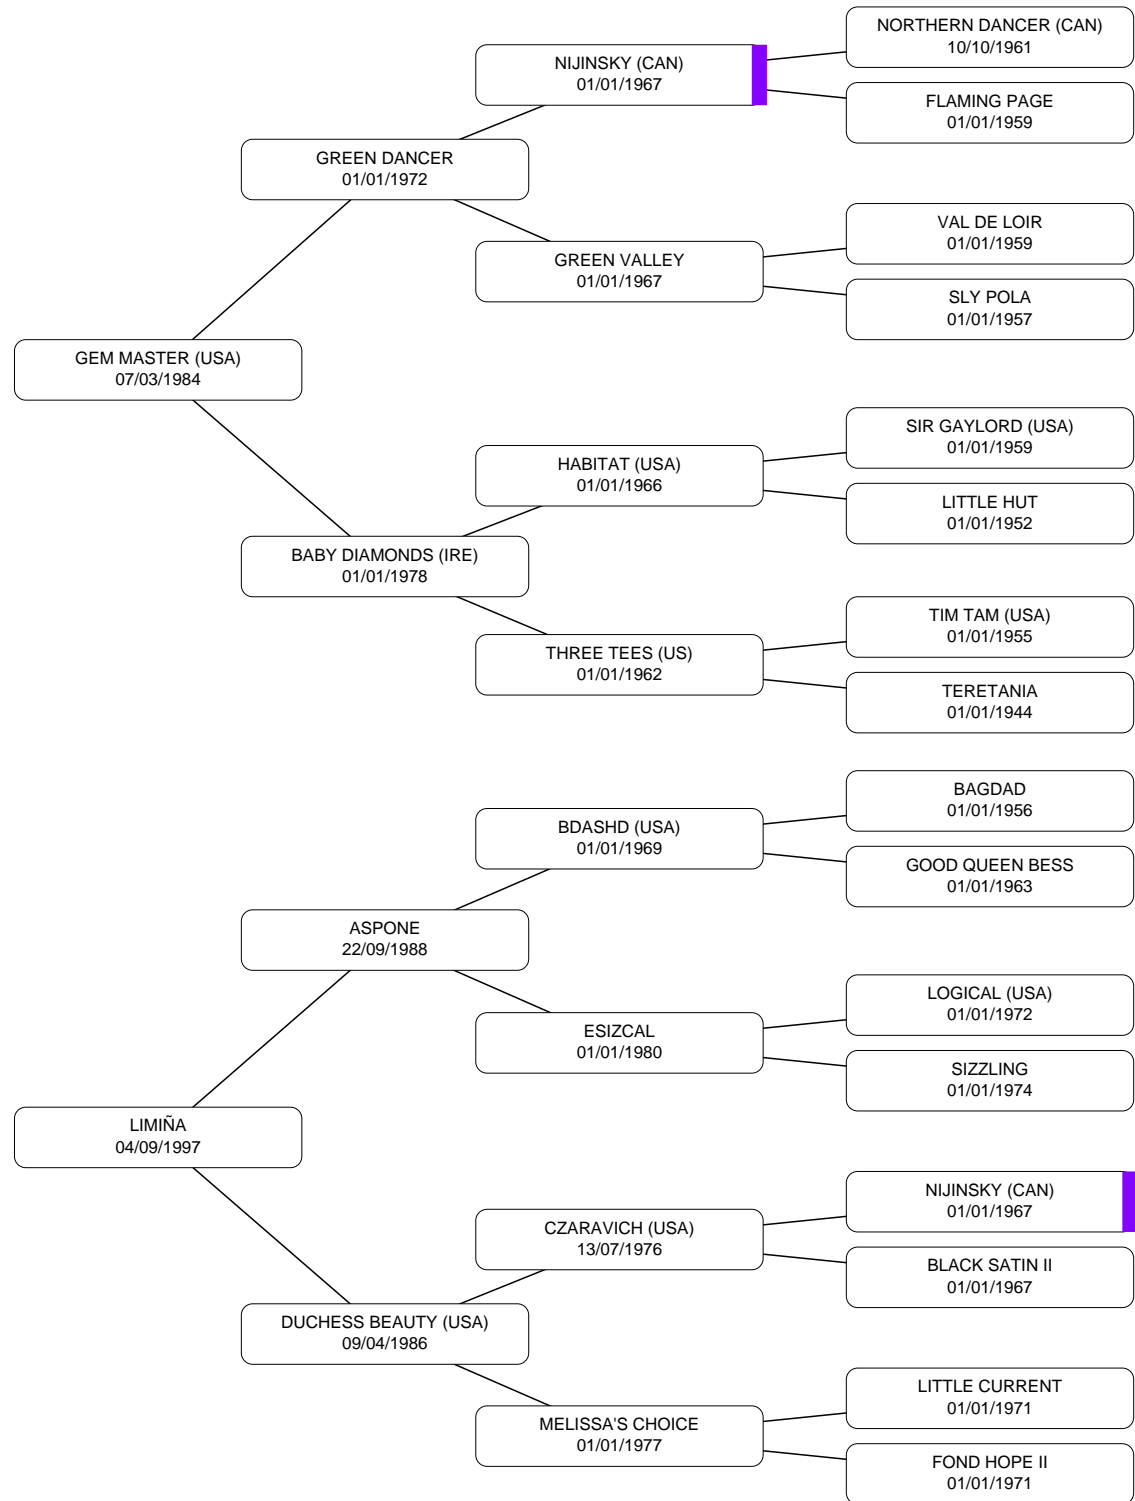 NORTHERN DANCER (CAN)
10/10/1961
NIJINSKY (CAN)
01/01/1967
FLAMING PAGE
01/01/1959
GREEN DANCER
01/01/1972
VAL DE LOIR
01/01/1959
GREEN VALLEY
01/01/1967
SLY POLA
01/01/1957
GEM MASTER (USA)
07/03/1984
SIR GAYLORD (USA)
01/01/1959
HABITAT (USA)
01/01/1966
LITTLE HUT
01/01/1952
BABY DIAMONDS (IRE)
01/01/1978
TIM TAM (USA)
01/01/1955
THREE TEES (US)
01/01/1962
TERETANIA
01/01/1944
BAGDAD
01/01/1956
BDASHD (USA)
01/01/1969
GOOD QUEEN BESS
01/01/1963
ASPONE
22/09/1988
LOGICAL (USA)
01/01/1972
ESIZCAL
01/01/1980
SIZZLING
01/01/1974
LIMIÑA
04/09/1997
NIJINSKY (CAN)
01/01/1967
CZARAVICH (USA)
13/07/1976
BLACK SATIN II
01/01/1967
DUCHESS BEAUTY (USA)
09/04/1986
LITTLE CURRENT
01/01/1971
MELISSA'S CHOICE
01/01/1977
FOND HOPE II
01/01/1971